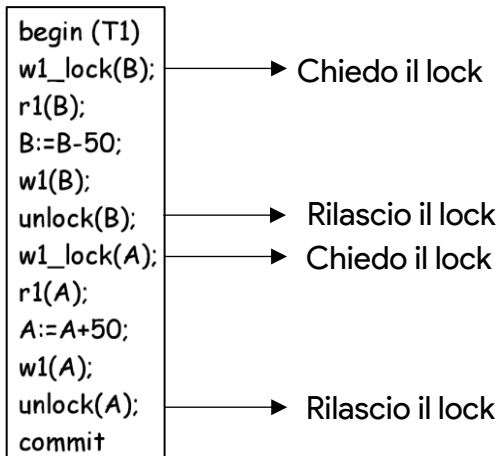 begin (T1)
w1_lock(B); Chiedo il lock
r1(B);
B:=B-50;
w1(B);
unlock(B); Rilascio il lock
w1_lock(A); Chiedo il lock
r1(A);
A:=A+50;
w1(A);
unlock(A); Rilascio il lock
commit